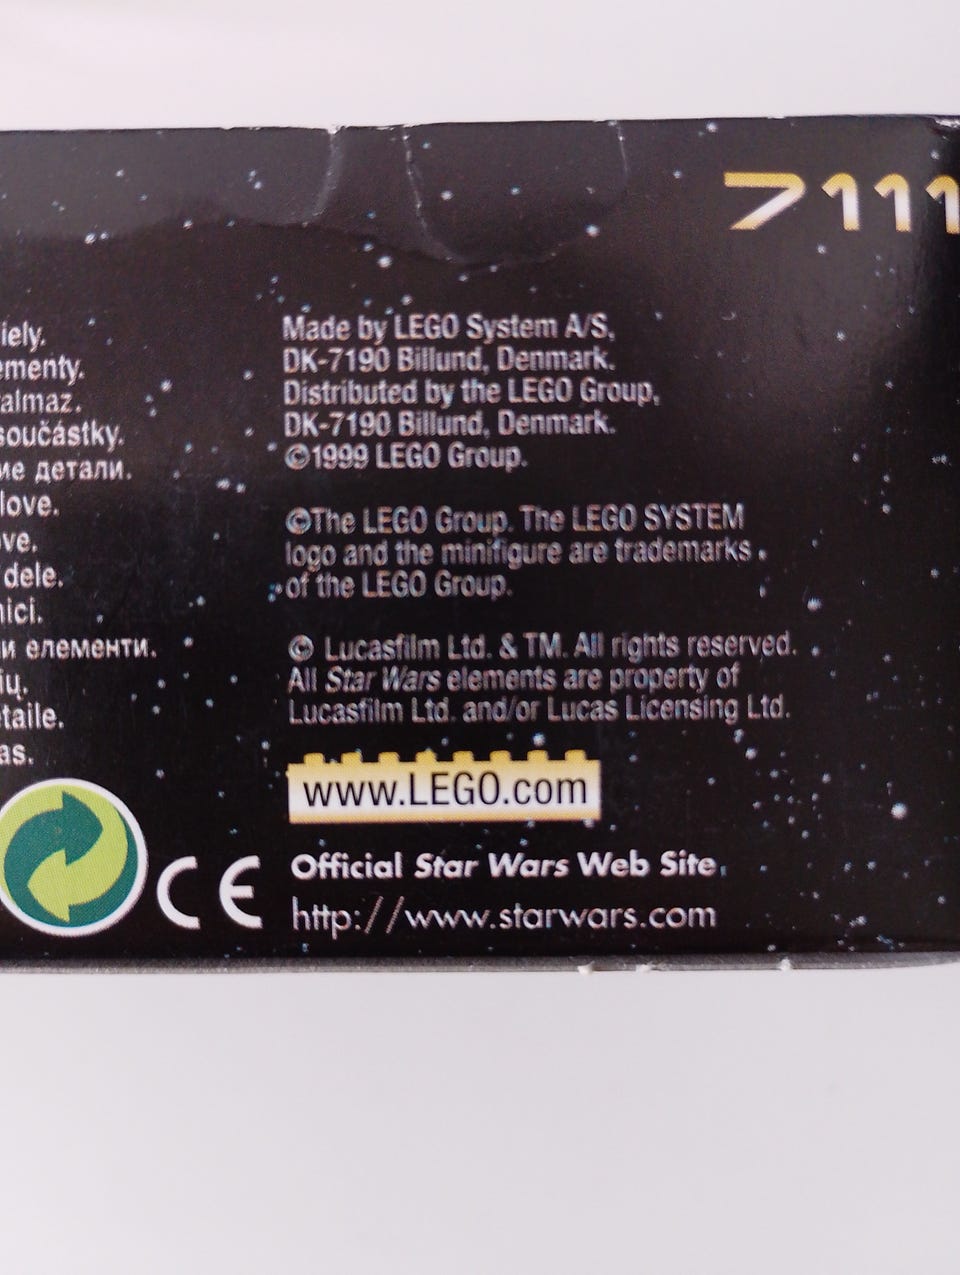 7111
iely.
ementy.
almaz.
součástky.
ие детали.
love.
ve.
dele.
nici.
и елементи.
ių.
etaile.
as.
Made by LEGO System A/S,
DK-7190 Billund, Denmark.
Distributed by the LEGO Group,
DK-7190 Billund, Denmark.
©1999 LEGO Group.
©The LEGO Group. The LEGO SYSTEM
logo and the minifigure are trademarks
of the LEGO Group.
© Lucasfilm Ltd. & TM. All rights reserved.
All Star Wars elements are property of
Lucasfilm Ltd. and/or Lucas Licensing Ltd.
www.LEGO.com
CE
Official Star Wars Web Site
http://www.starwars.com